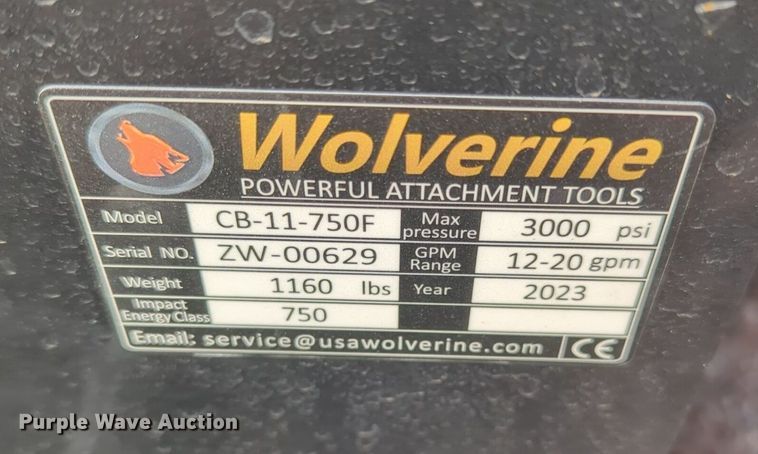 Wolverine
POWERFUL ATTACHMENT TOOLS
Model CB-11-750F Max pressure 3000 psi
Serial NO. ZW-00629 GPM Range 12-20 gpm
Weight 1160 lbs Year 2023
Impact Energy Class 750
Email: service@usawolverine.com CE
Purple Wave Auction